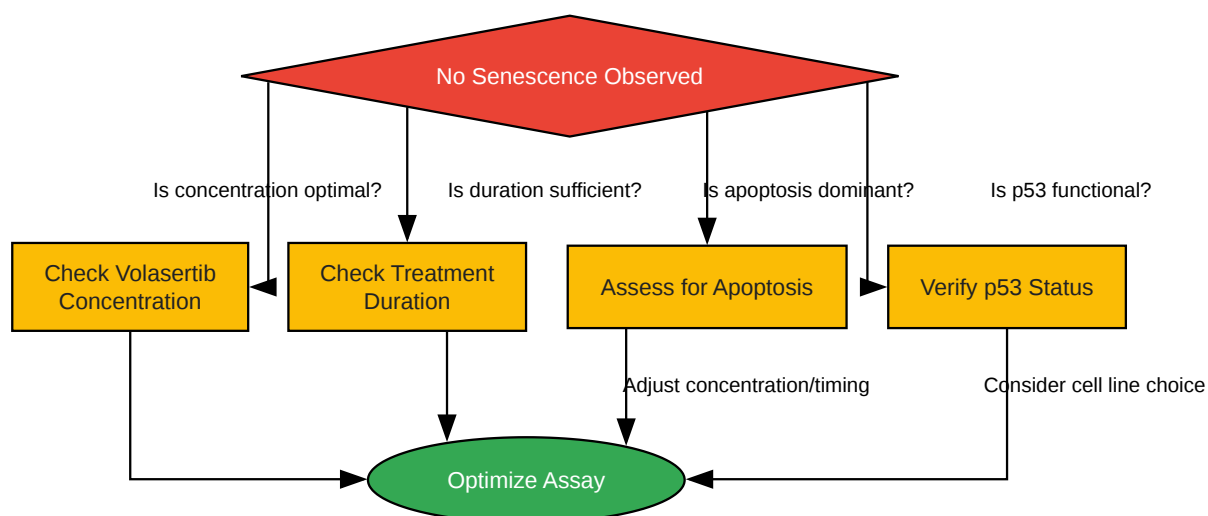 No Senescence Observed
Is concentration optimal?
Is duration sufficient?
Is apoptosis dominant?
Is p53 functional?
Check Volasertib
Concentration
Check Treatment
Duration
Assess for Apoptosis
Verify p53 Status
Adjust concentration/timing
Consider cell line choice
Optimize Assay